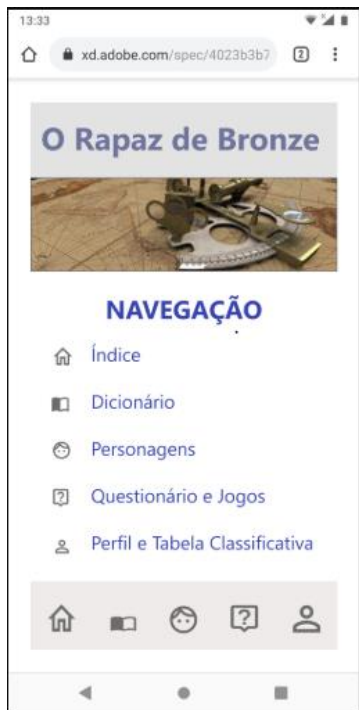 13:33
xd.adobe.com/spec/4023b3b7
2
O Rapaz de Bronze
NAVEGAÇÃO
Índice
Dicionário
Personagens
Questionário e Jogos
Perfil e Tabela Classificativa